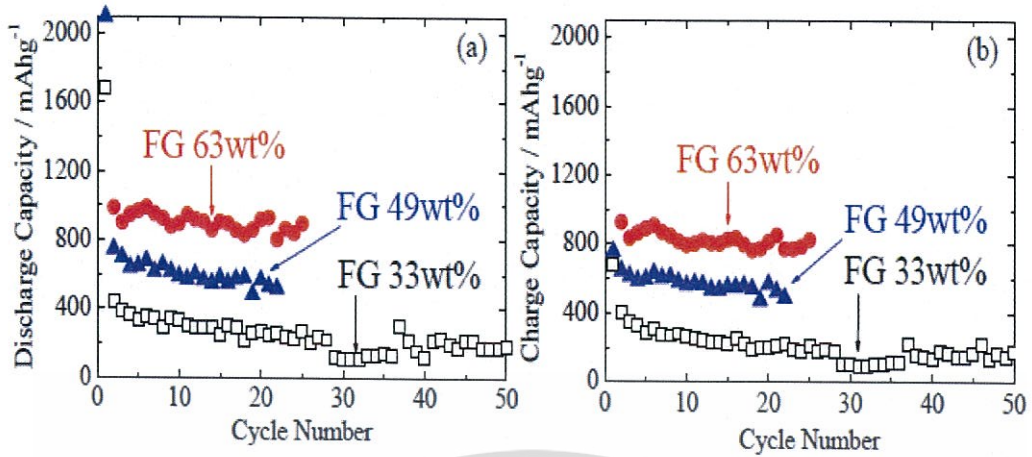 Discharge Capacity / mAhg⁻¹
2000
1600
1200
800
400
0
(a)
FG 63wt%
FG 49wt%
FG 33wt%
0 10 20 30 40 50
Cycle Number
Charge Capacity / mAhg⁻¹
2000
1600
1200
800
400
0
(b)
FG 63wt%
FG 49wt%
FG 33wt%
0 10 20 30 40 50
Cycle Number